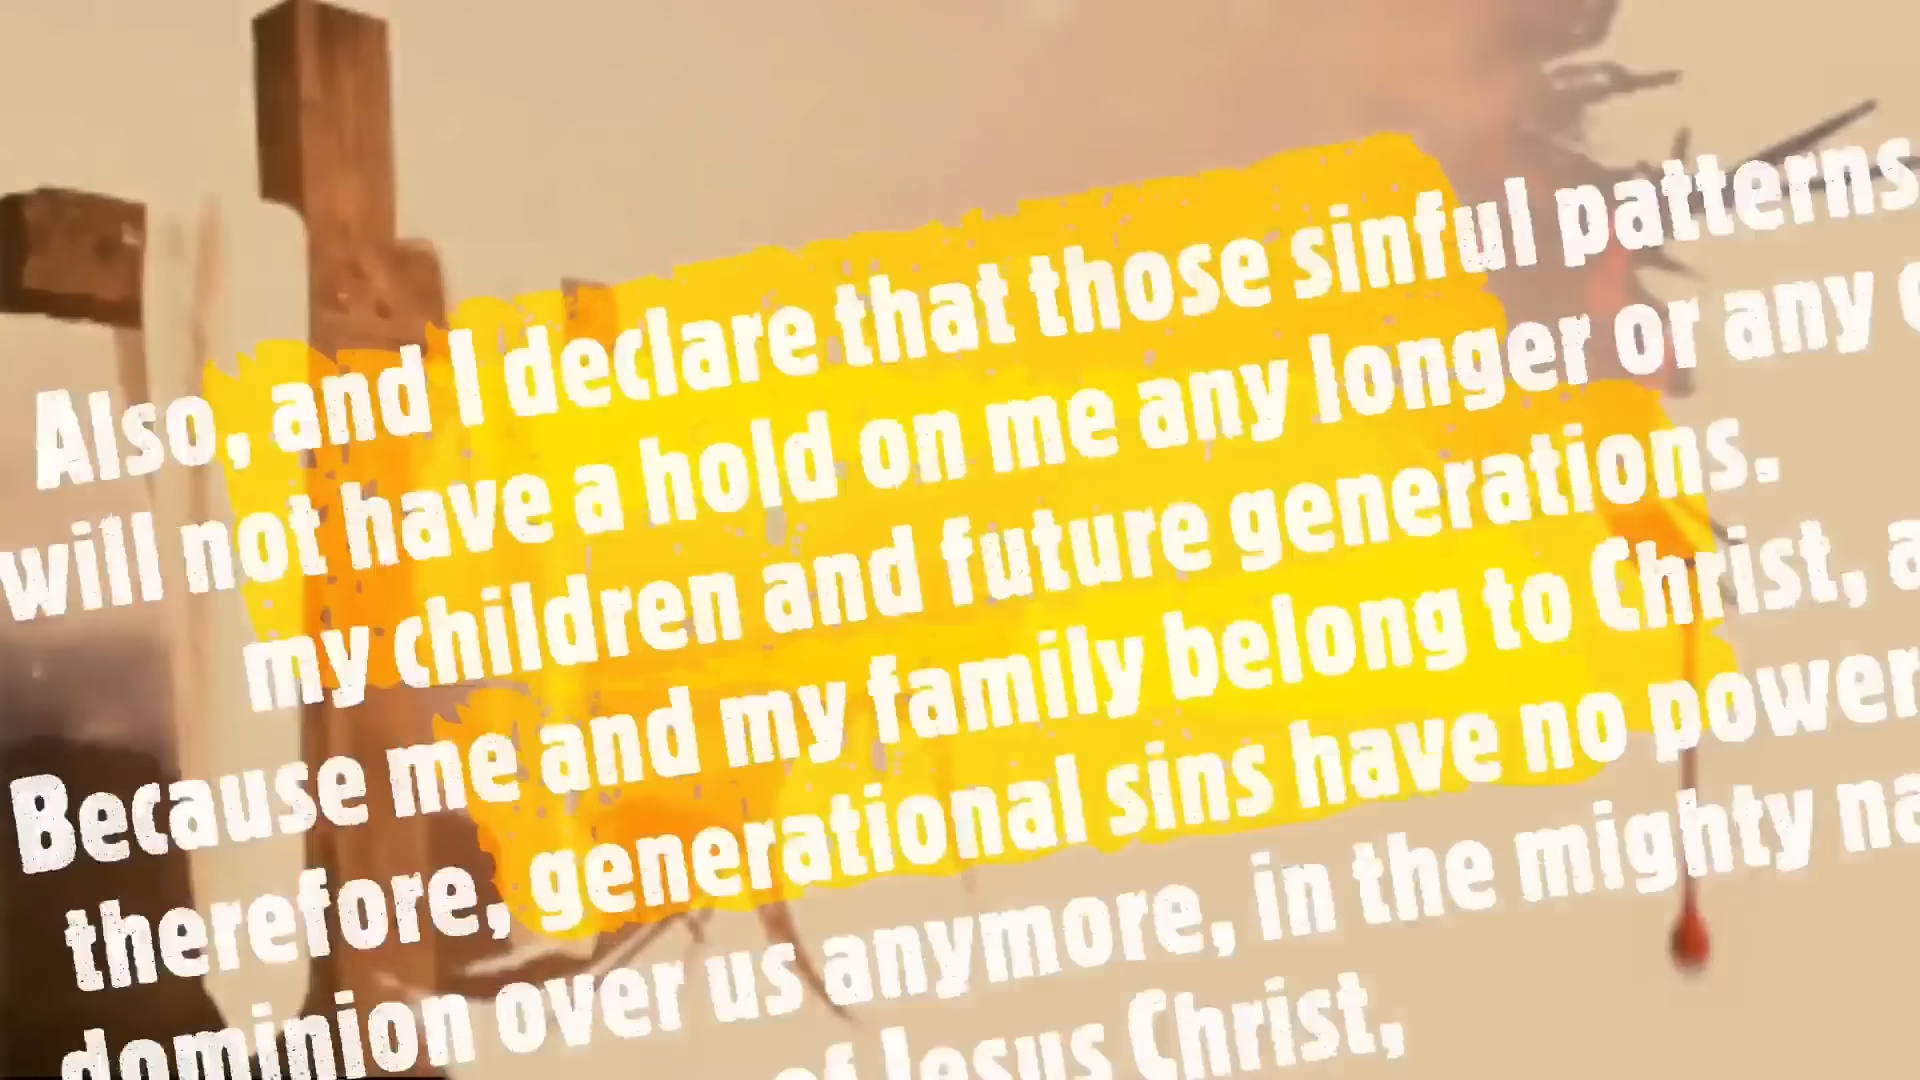 Also, and I declare that those sinful patterns
will not have a hold on me any longer or any
my children and future generations.
Because me and my family belong to Christ,
therefore, generational sins have no power
dominion over us anymore, in the mighty
of Jesus Christ,